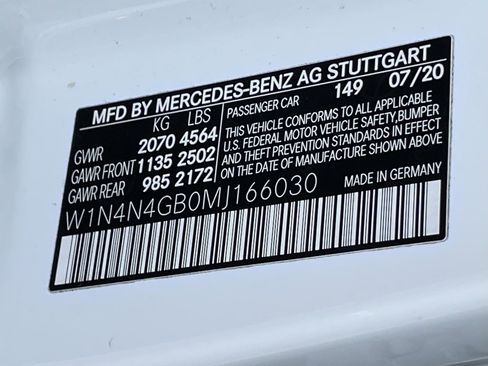 MFD BY MERCEDES-BENZ AG STUTTGART
KG LBS PASSENGER CAR 149 07/20
GVWR 2070 4564
GAWR FRONT 1135 2502
GAWR REAR 985 2172
THIS VEHICLE CONFORMS TO ALL APPLICABLE
U.S. FEDERAL MOTOR VEHICLE SAFETY,BUMPER
AND THEFT PREVENTION STANDARDS IN EFFECT
ON THE DATE OF MANUFACTURE SHOWN ABOVE.
W1N4N4GB0MJ166030 MADE IN GERMANY